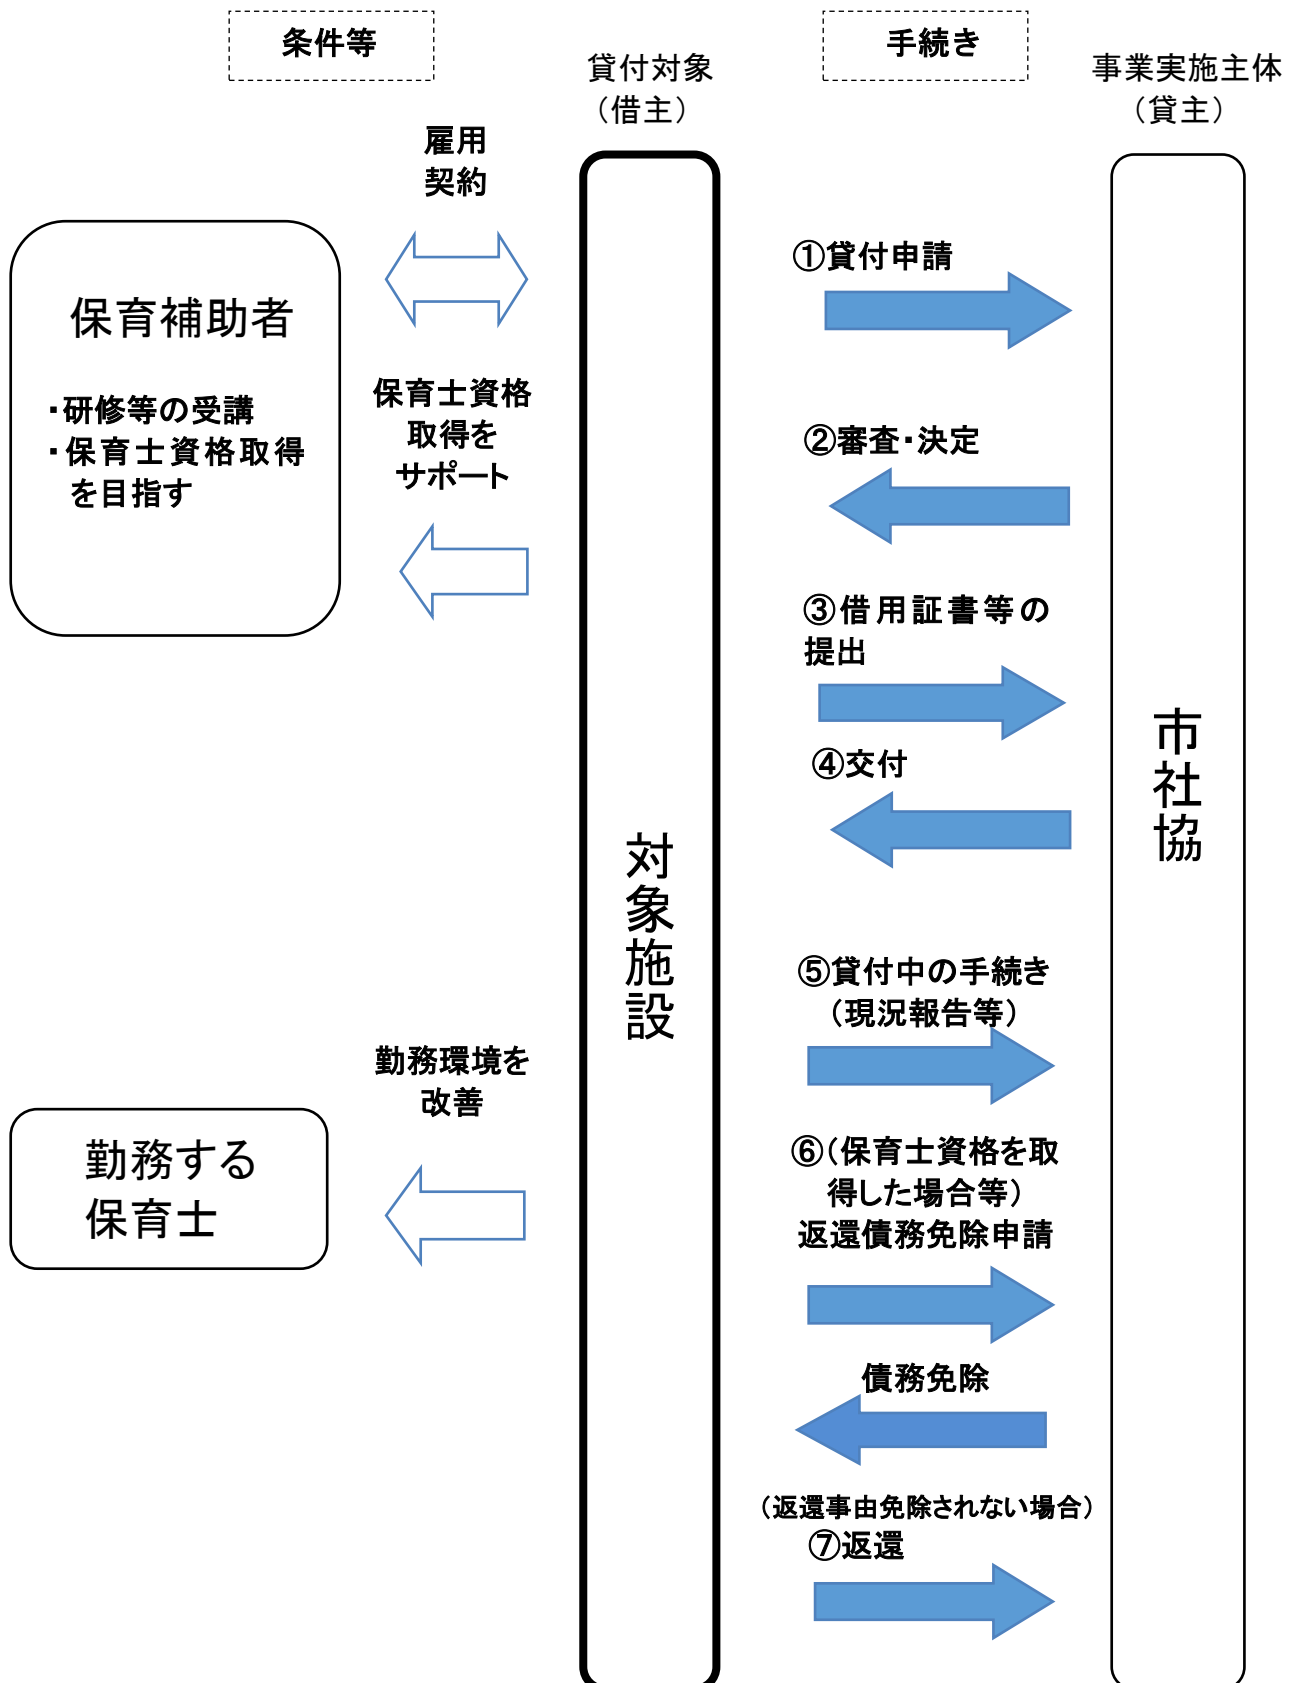 条件等
貸付対象
（借主）
手続き
事業実施主体
（貸主）
雇用
契約
保育補助者
・研修等の受講
・保育士資格取得
を目指す
保育士資格
取得を
サポート
勤務環境を
改善
勤務する
保育士
対象施設
①貸付申請
②審査・決定
③借用証書等の
提出
④交付
⑤貸付中の手続き
（現況報告等）
⑥（保育士資格を取
得した場合等）
返還債務免除申請
債務免除
（返還事由免除されない場合）
⑦返還
市社協